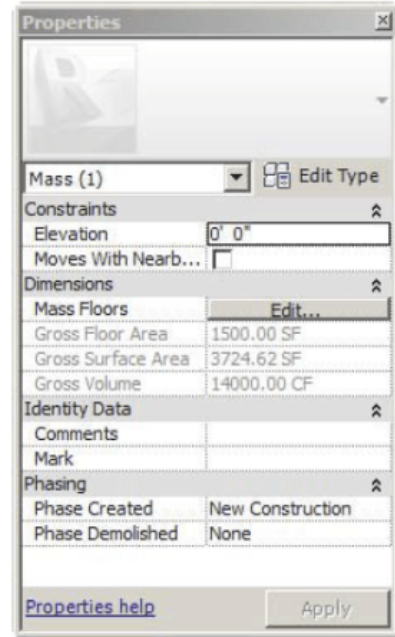 Properties
Mass (1) Edit Type
Constraints
Elevation 0' 0"
Moves With Nearb...
Dimensions
Mass Floors Edit...
Gross Floor Area 1500.00 SF
Gross Surface Area 3724.62 SF
Gross Volume 14000.00 CF
Identity Data
Comments
Mark
Phasing
Phase Created New Construction
Phase Demolished None
Properties help Apply